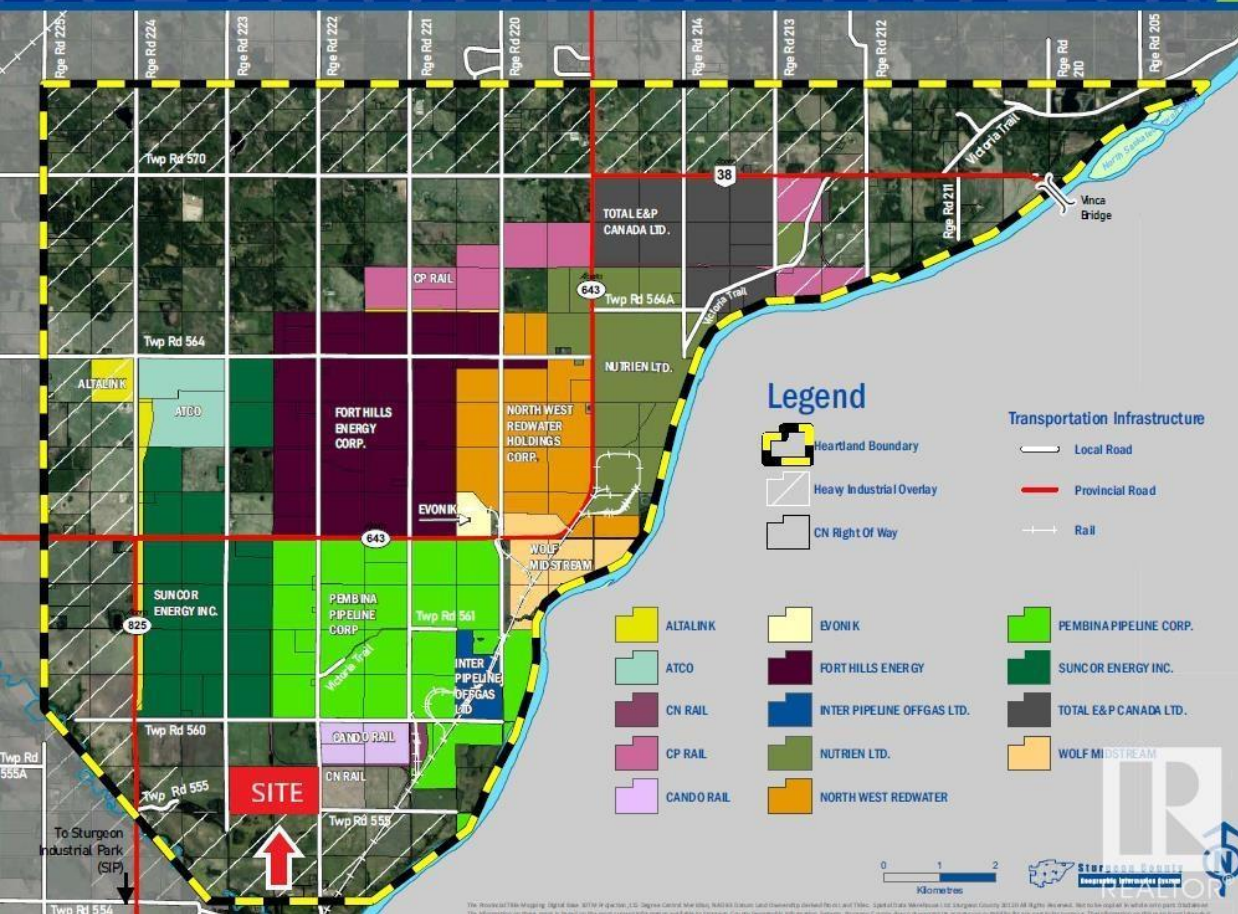 Rge Rd 225
Rge Rd 224
Rge Rd 223
Rge Rd 222
Rge Rd 221
Rge Rd 220
Rge Rd 214
Rge Rd 213
Rge Rd 212
Rge Rd
210
Rge Rd 205
Twp Rd 570
Victoria Trail
38
Rge Rd 211
Vinca
Bridge
TOTAL E&P
CANADA LTD.
CP RAIL
643
Twp Rd 564A
Victoria Trail
Twp Rd 564
NUTRIEN LTD.
ALTALINK
ATCO
FORT HILLS
ENERGY
CORP.
NORTH WEST
REDWATER
HOLDINGS
CORP.
EVONIK
643
WOLF
MIDSTREAM
SUNCOR
ENERGY INC.
PEMBINA
PIPELINE
CORP
Twp Rd 561
825
Victoria Trail
INTER
PIPELINE
OFFGAS
LTD
Twp Rd 560
CANDO RAIL
Twp Rd
555A
CN RAIL
Twp Rd 555
SITE
Twp Rd 555
To Sturgeon
Industrial Park
(SIP)
Twp Rd 554
Legend
Heartland Boundary
Heavy Industrial Overlay
CN Right Of Way
Transportation Infrastructure
Local Road
Provincial Road
Rail
ALTALINK
ATCO
CN RAIL
CP RAIL
CANDO RAIL
EVONIK
FORT HILLS ENERGY
INTER PIPELINE OFFGAS LTD.
NUTRIEN LTD.
NORTH WEST REDWATER
PEMBINA PIPELINE CORP.
SUNCOR ENERGY INC.
TOTAL E&P CANADA LTD.
WOLF MIDSTREAM
0 1 2
Kilometres
Sturgeon County
Geographic Information System
N
R
REALTOR®